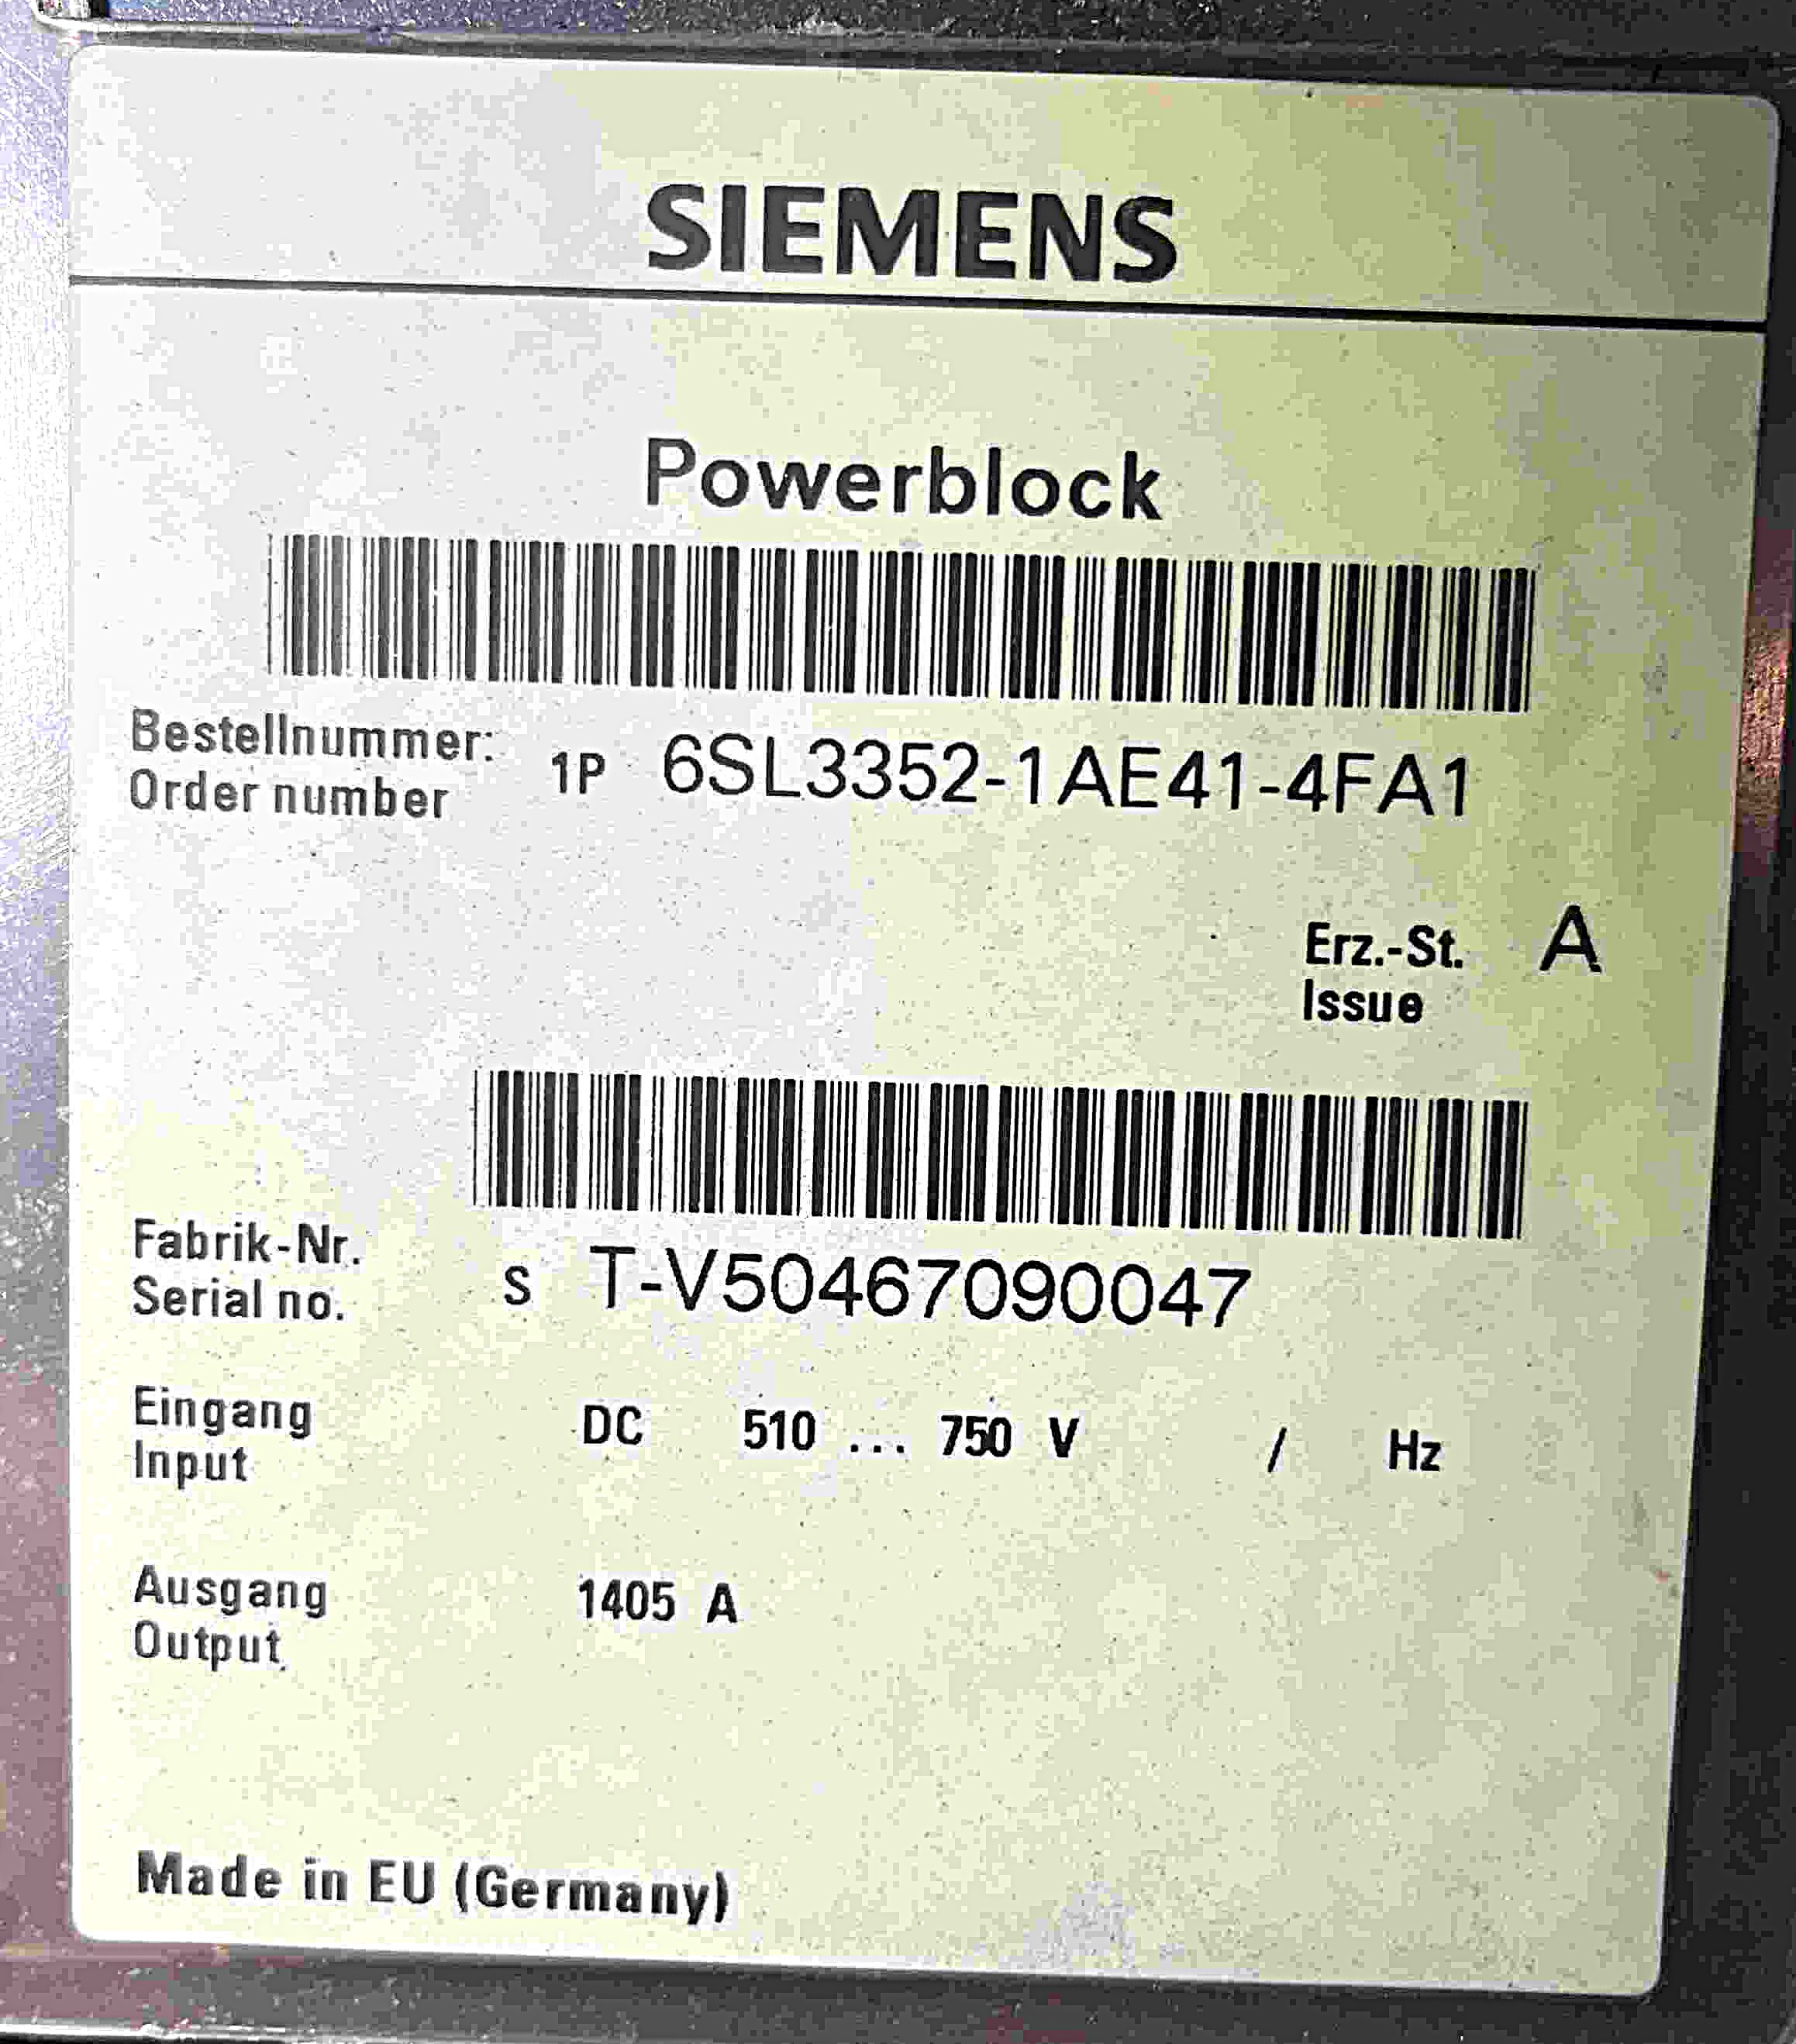 SIEMENS
Powerblock
Bestellnummer: 1P 6SL3352-1AE41-4FA1
Order number
Erz.-St. A
Issue
Fabrik-Nr.
Serial no. S T-V50467090047
Eingang DC 510 ... 750 V / Hz
Input
Ausgang 1405 A
Output
Made in EU (Germany)